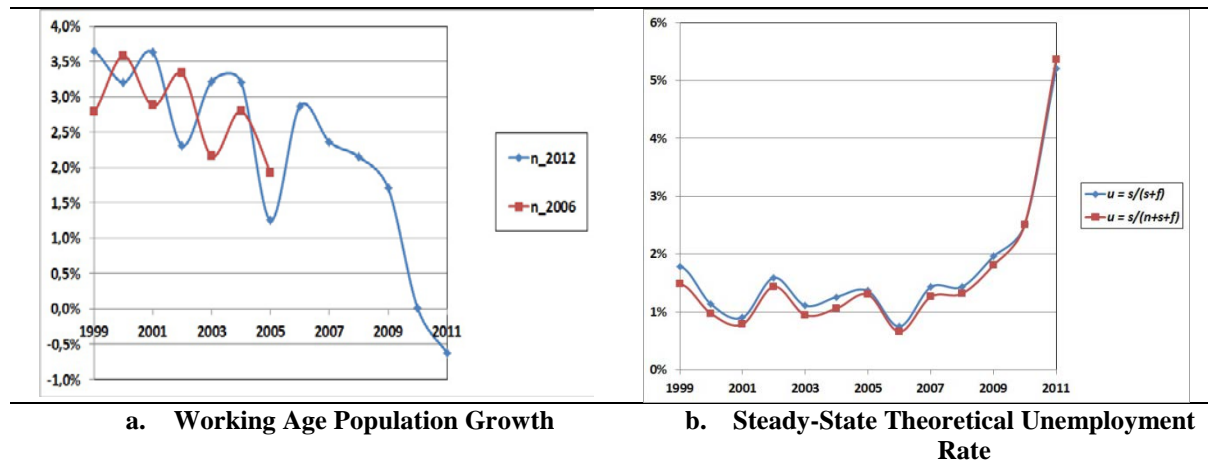 4,0%
3,5%
3,0%
2,5%
2,0%
1,5%
1,0%
0,5%
0,0%
-0,5%
-1,0%
1999 2001 2003 2005 2007 2009 2011
n_2012
n_2006
a. Working Age Population Growth
6%
5%
4%
3%
2%
1%
0%
1999 2001 2003 2005 2007 2009 2011
u = s/(s+f)
u = s/(n+s+f)
b. Steady-State Theoretical Unemployment
Rate